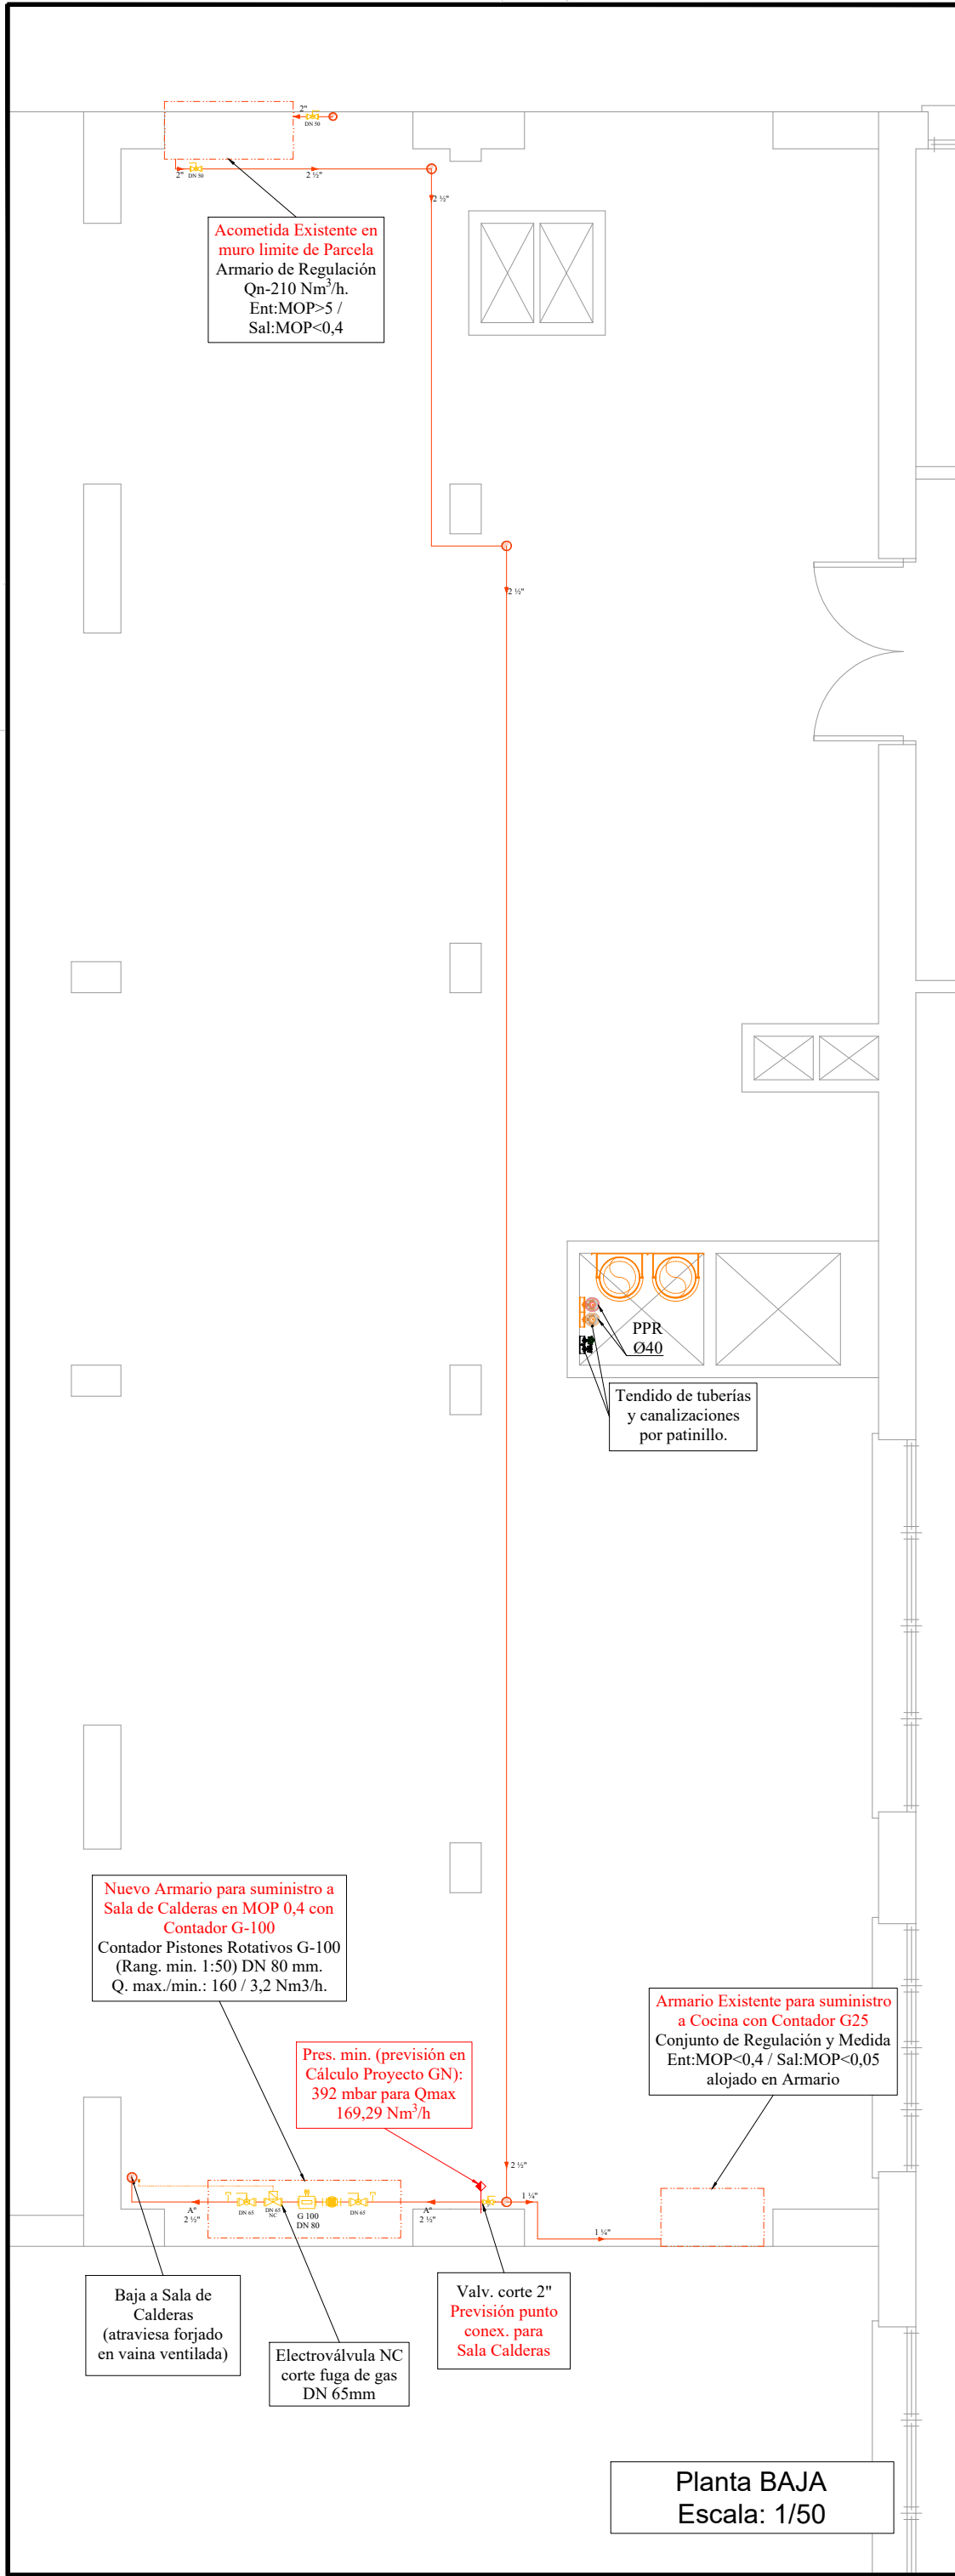 2"
DN 50
2"
DN 50
2 ½"
2 ½"
Acometida Existente en
muro limite de Parcela
Armario de Regulación
Qn-210 Nm³/h.
Ent:MOP>5 /
Sal:MOP<0,4
2 ½"
PPR
Ø40
Tendido de tuberías
y canalizaciones
por patinillo.
Nuevo Armario para suministro a
Sala de Calderas en MOP 0,4 con
Contador G-100
Contador Pistones Rotativos G-100
(Rang. min. 1:50) DN 80 mm.
Q. max./min.: 160 / 3,2 Nm3/h.
Pres. min. (previsión en
Cálculo Proyecto GN):
392 mbar para Qmax
169,29 Nm³/h
Armario Existente para suministro
a Cocina con Contador G25
Conjunto de Regulación y Medida
Ent:MOP<0,4 / Sal:MOP<0,05
alojado en Armario
2 ½"
1 ¼"
1 ¼"
A"
2 ½"
DN 65
DN 65
NC
G 100
DN 80
DN 65
A"
2 ½"
Baja a Sala de
Calderas
(atraviesa forjado
en vaina ventilada)
Electroválvula NC
corte fuga de gas
DN 65mm
Valv. corte 2"
Previsión punto
conex. para
Sala Calderas
Planta BAJA
Escala: 1/50